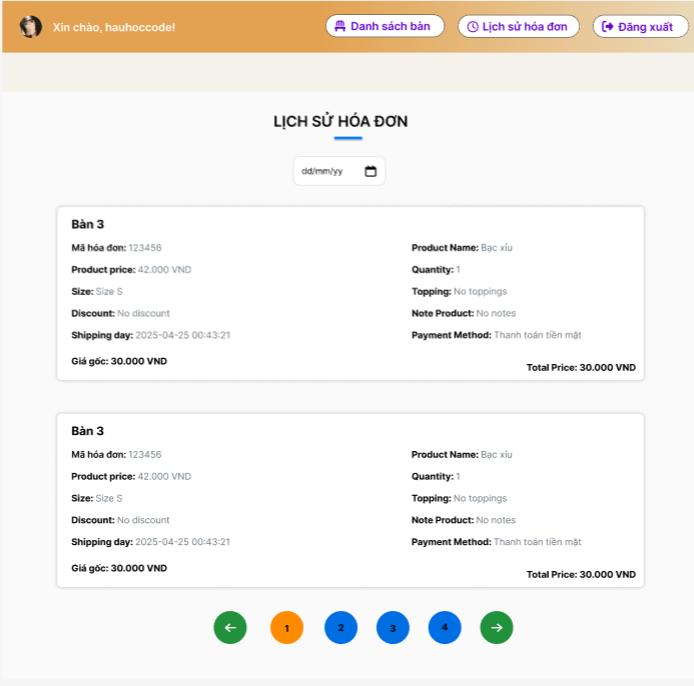 Xin chào, hauhoccode!
Danh sách bàn
Lịch sử hóa đơn
Đăng xuất
LỊCH SỬ HÓA ĐƠN
dd/mm/yy
Bàn 3
Mã hóa đơn: 123456
Product Name: Bạc xíu
Product price: 42.000 VND
Quantity: 1
Size: Size S
Topping: No toppings
Discount: No discount
Note Product: No notes
Shipping day: 2025-04-25 00:43:21
Payment Method: Thanh toán tiền mặt
Giá gốc: 30.000 VND
Total Price: 30.000 VND
Bàn 3
Mã hóa đơn: 123456
Product Name: Bạc xíu
Product price: 42.000 VND
Quantity: 1
Size: Size S
Topping: No toppings
Discount: No discount
Note Product: No notes
Shipping day: 2025-04-25 00:43:21
Payment Method: Thanh toán tiền mặt
Giá gốc: 30.000 VND
Total Price: 30.000 VND
1 2 3 4